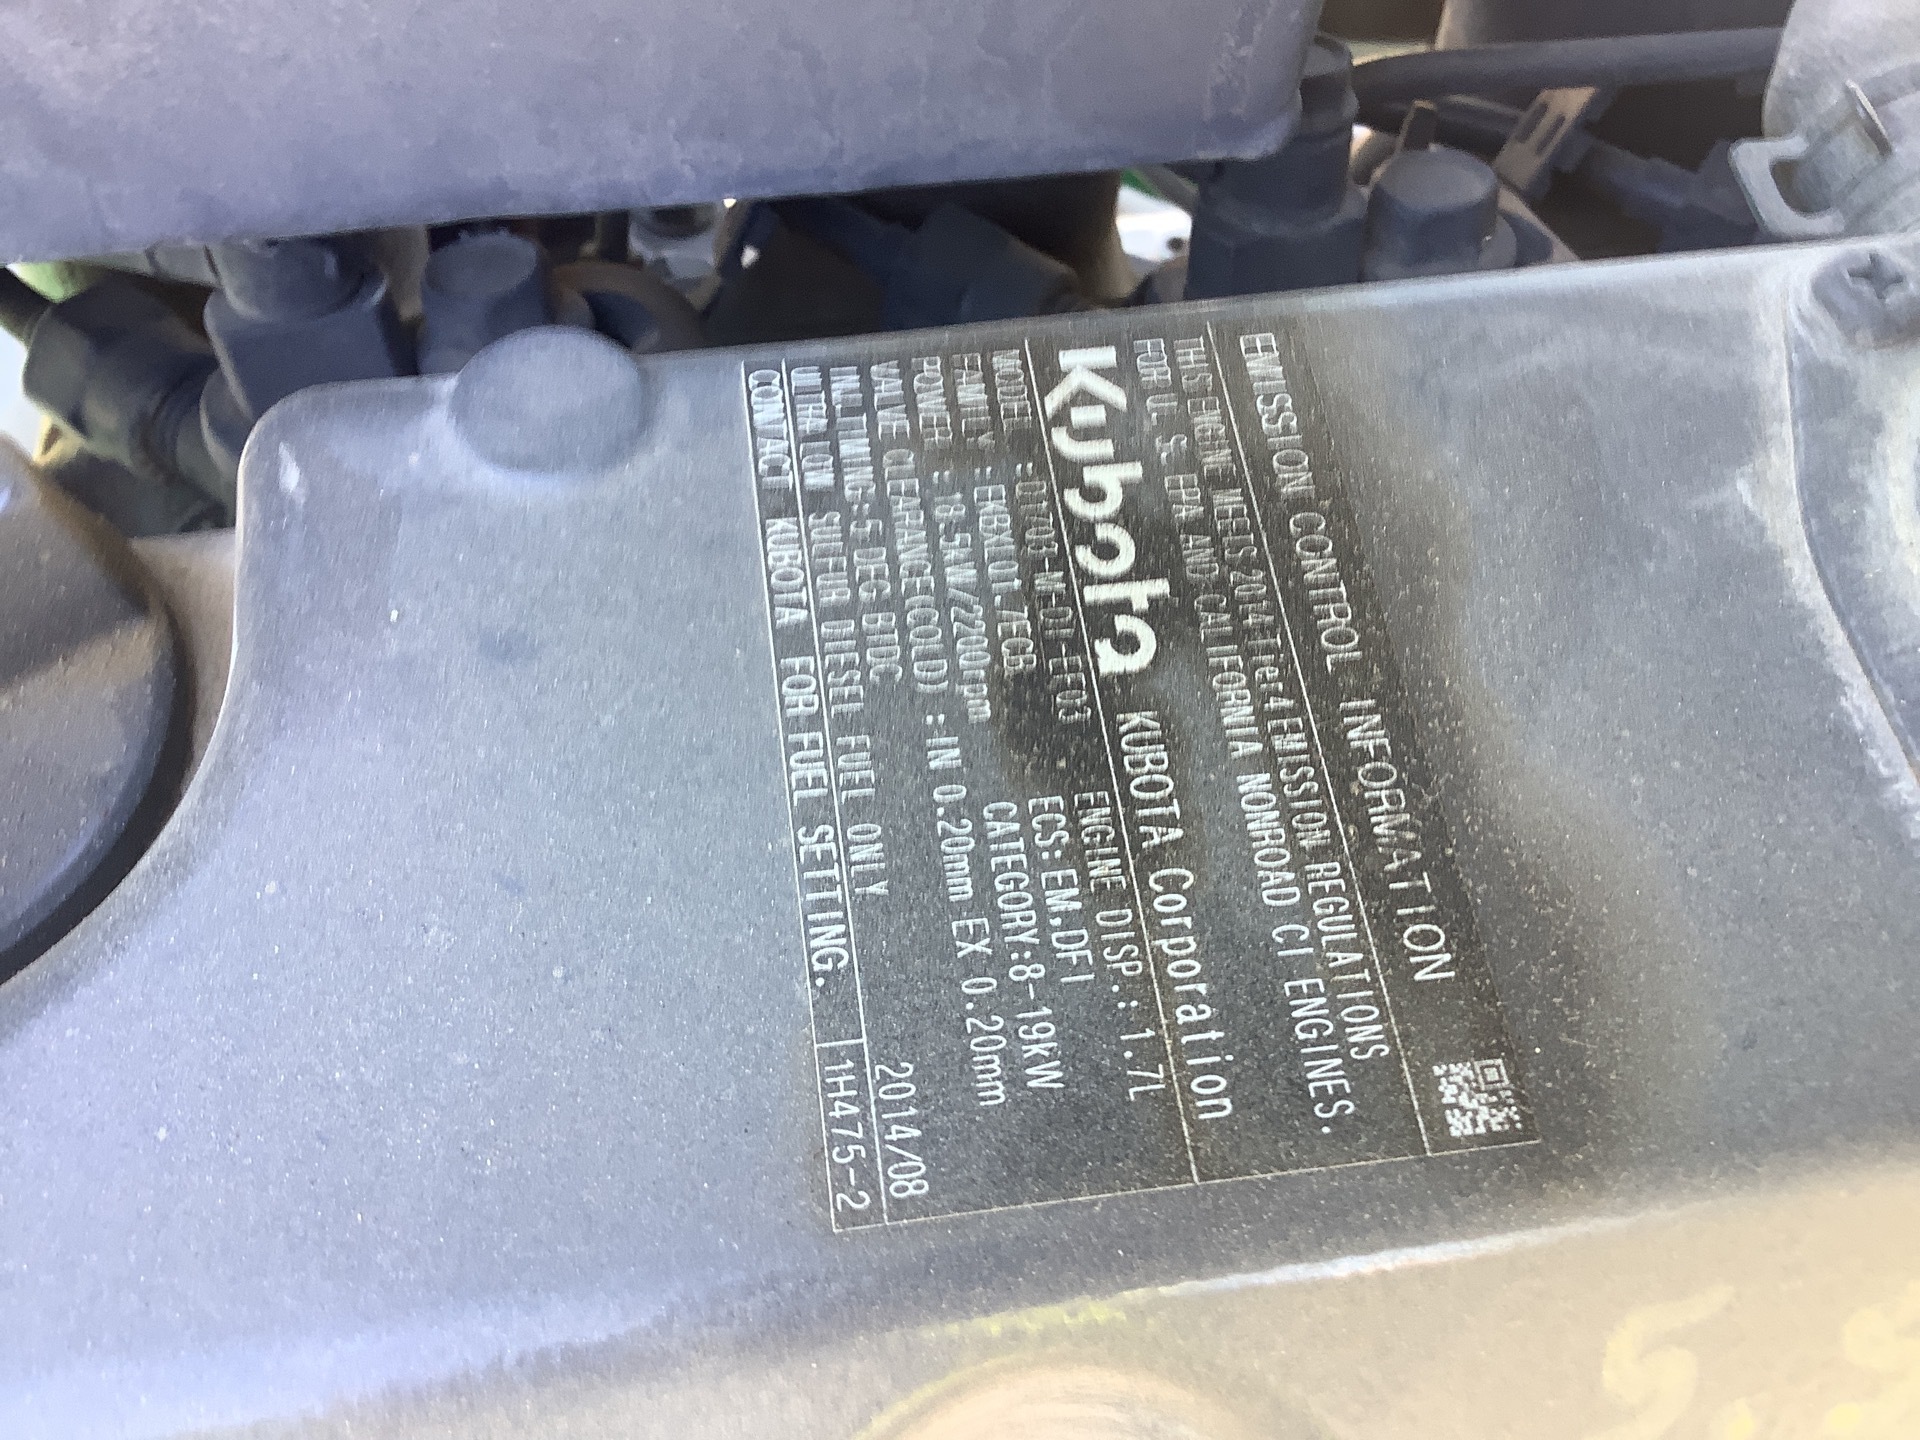 EMISSION CONTROL INFORMATION
THIS ENGINE MEETS 2014 Tier4 EMISSION REGULATIONS
FOR U. S. EPA AND CALIFORNIA NONROAD CI ENGINES.
Kubota KUBOTA Corporation
MODEL :D1703-M-DI-EF03 ENGINE DISP.: 1.7L
FAMILY :EKBXL01.7ECB ECS:EM,DFI
POWER :18.5kW/2200rpm CATEGORY:8-19kW
VALVE CLEARANCE(COLD) :IN 0.20mm EX 0.20mm
INJ.TIMING: DEG BTDC
ULTRA LOW SULFUR DIESEL FUEL ONLY 2014/08
CONTACT KUBOTA FOR FUEL SETTING. 1H475-2